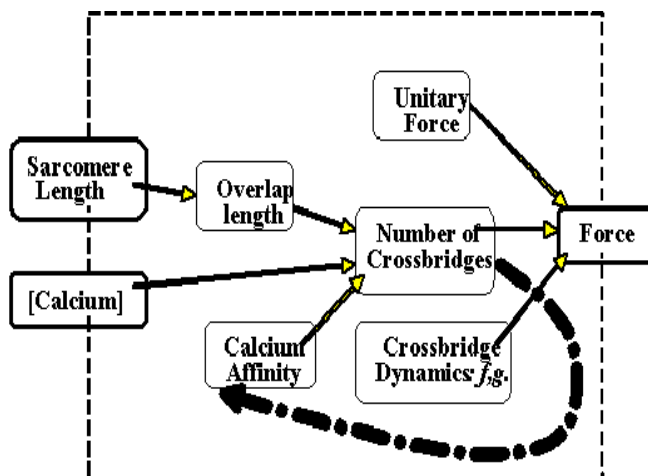 Unitary
Force
Sarcomere
Length
Overlap
length
Number of
Crossbridges
Force
[Calcium]
Calcium
Affinity
Crossbridge
Dynamics: f,g.